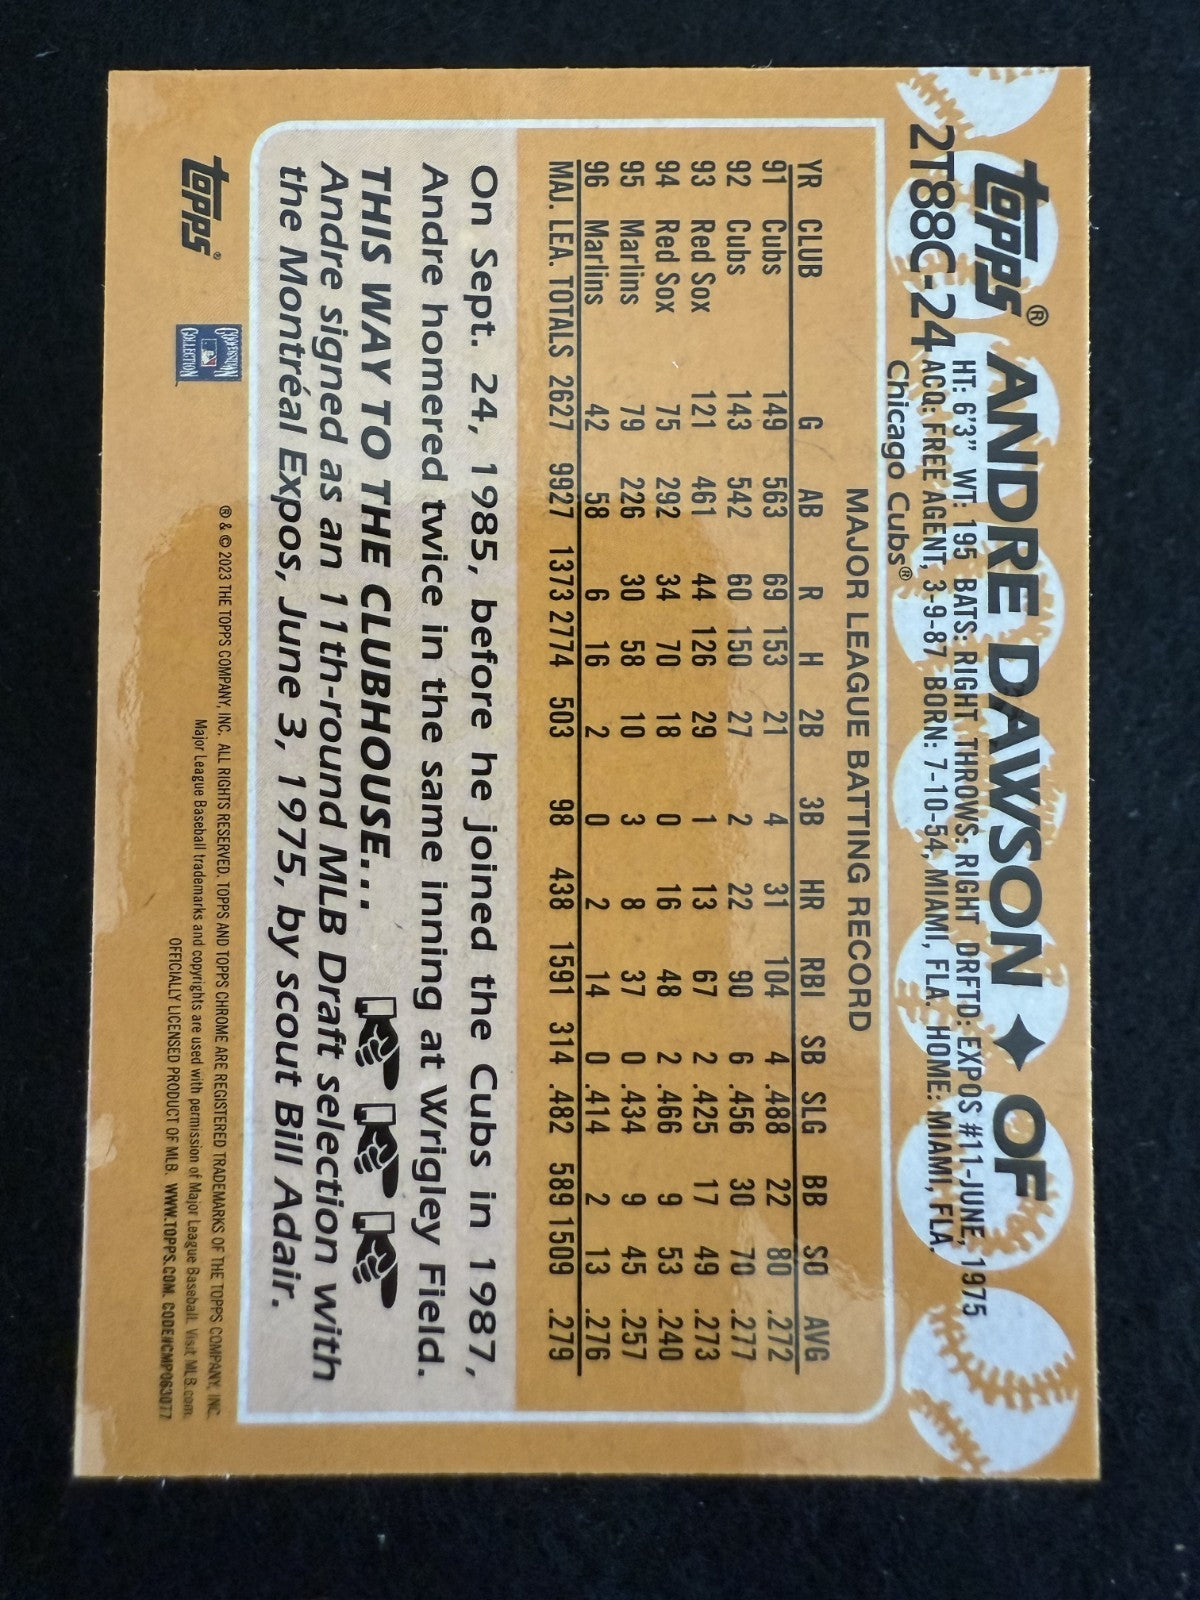 topps® ANDRE DAWSON ✦ OF
2T88C-24 HT: 6'3" WT: 195 BATS: RIGHT THROWS: RIGHT DRFTD: EXPOS #11-JUNE, 1975
ACQ: FREE AGENT, 3-9-87 BORN: 7-10-54, MIAMI, FLA. HOME: MIAMI, FLA.
Chicago Cubs®
MAJOR LEAGUE BATTING RECORD
YR CLUB G AB R H 2B 3B HR RBI SB SLG BB SO AVG
91 Cubs 149 563 69 153 21 4 31 104 4 .488 22 80 .272
92 Cubs 143 542 60 150 27 2 22 90 6 .456 30 70 .277
93 Red Sox 121 461 44 126 29 1 13 67 2 .425 17 49 .273
94 Red Sox 75 292 34 70 18 0 16 48 2 .466 9 53 .240
95 Marlins 79 226 30 58 10 3 8 37 0 .434 9 45 .257
96 Marlins 42 58 6 16 2 0 2 14 0 .414 2 13 .276
MAJ. LEA. TOTALS 2627 9927 1373 2774 503 98 438 1591 314 .482 589 1509 .279
On Sept. 24, 1985, before he joined the Cubs in 1987,
Andre homered twice in the same inning at Wrigley Field.
THIS WAY TO THE CLUBHOUSE...
Andre signed as an 11th-round MLB Draft selection with
the Montréal Expos, June 3, 1975, by scout Bill Adair.
topps®
COOPERSTOWN
COLLECTION
® & © 2023 THE TOPPS COMPANY, INC. ALL RIGHTS RESERVED. TOPPS AND TOPPS CHROME ARE REGISTERED TRADEMARKS OF THE TOPPS COMPANY, INC.
Major League Baseball trademarks and copyrights are used with permission of Major League Baseball. Visit MLB.com.
OFFICIALLY LICENSED PRODUCT OF MLB. WWW.TOPPS.COM. CODE#CMP063077